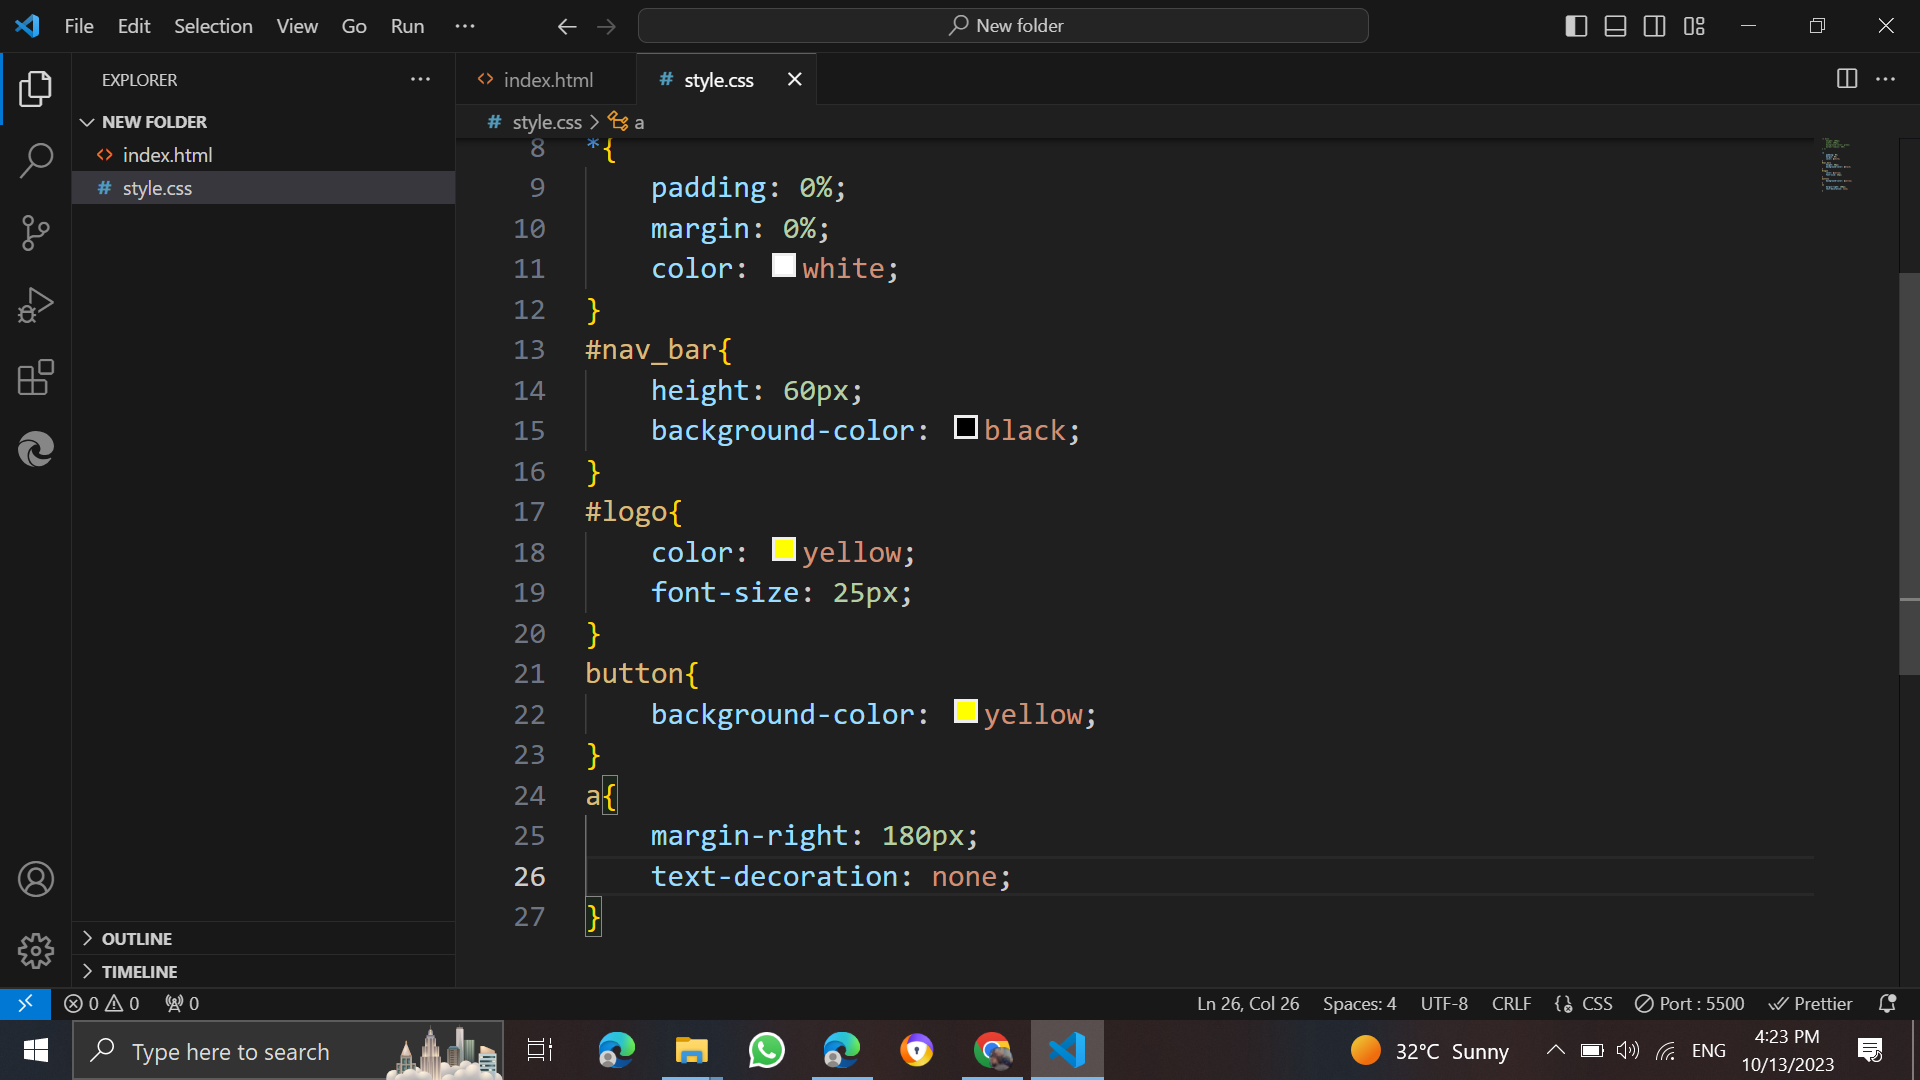 File Edit Selection View Go Run ···
New folder
EXPLORER
NEW FOLDER
index.html
style.css
OUTLINE
TIMELINE
index.html
style.css
style.css > a
8 *{
9     padding: 0%;
10     margin: 0%;
11     color: white;
12 }
13 #nav_bar{
14     height: 60px;
15     background-color: black;
16 }
17 #logo{
18     color: yellow;
19     font-size: 25px;
20 }
21 button{
22     background-color: yellow;
23 }
24 a{
25     margin-right: 180px;
26     text-decoration: none;
27 }
0 0 0
Ln 26, Col 26 Spaces: 4 UTF-8 CRLF {} CSS Port : 5500 Prettier
Type here to search
32°C Sunny
ENG
4:23 PM
10/13/2023